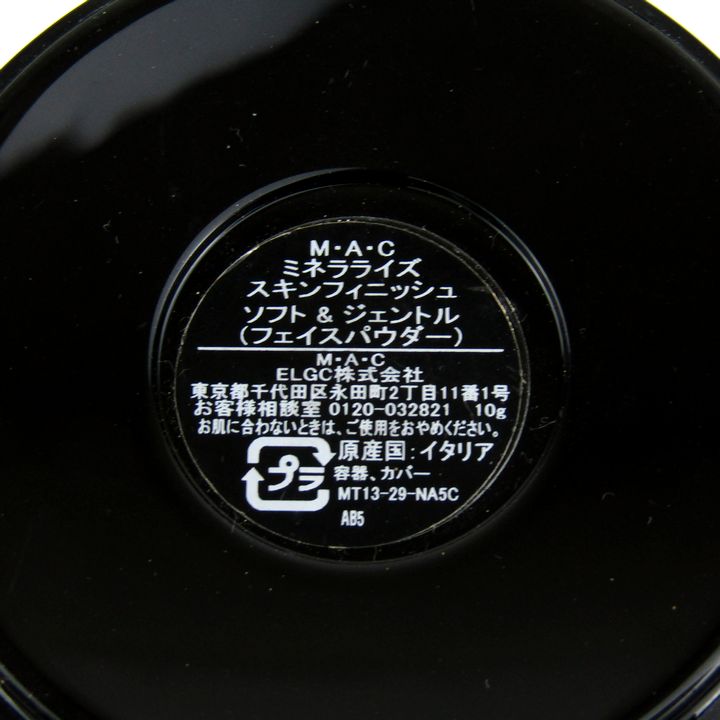 M·A·C
ミネラライズ
スキンフィニッシュ
ソフト & ジェントル
(フェイスパウダー)
M·A·C
ELGC株式会社
東京都千代田区永田町2丁目11番1号
お客様相談室 0120-032821 10g
お肌に合わないときは、ご使用をおやめください。
プラ
原産国:イタリア
容器、カバー
MT13-29-NA5C
AB5